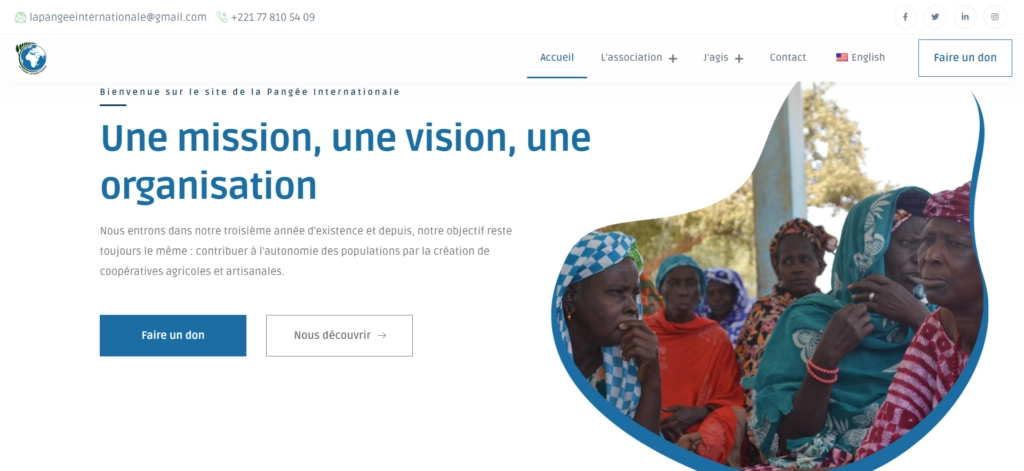 lapangeeinternationale@gmail.com +221 77 810 54 09
Accueil L'association + J'agis + Contact English Faire un don
Bienvenue sur le site de la Pangée Internationale
Une mission, une vision, une
organisation
Nous entrons dans notre troisième année d'existence et depuis, notre objectif reste
toujours le même : contribuer à l'autonomie des populations par la création de
coopératives agricoles et artisanales.
Faire un don Nous découvrir →